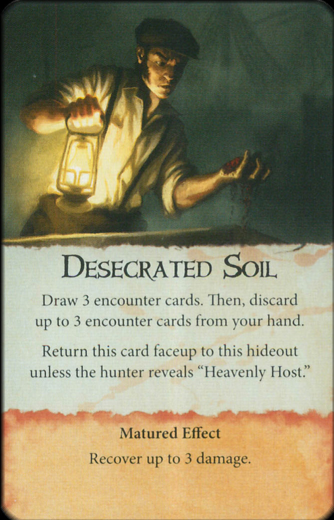 Desecrated Soil
Draw 3 encounter cards. Then, discard
up to 3 encounter cards from your hand.
Return this card faceup to this hideout
unless the hunter reveals “Heavenly Host.”
Matured Effect
Recover up to 3 damage.